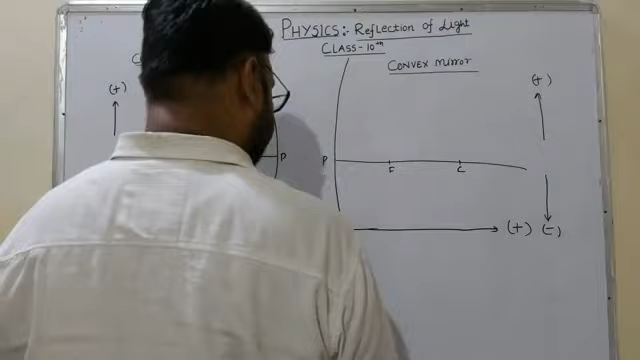 PHYSICS:- Reflection of Light
CLASS-10th
CONVEX MIRROR
(+)
(+)
P
P
F
C
(+)
(-)